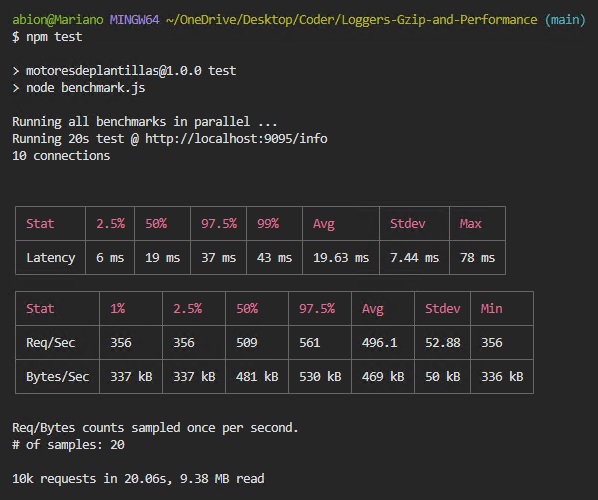 abion@Mariano MINGW64 ~/OneDrive/Desktop/Coder/Loggers-Gzip-and-Performance (main)
$ npm test
> motoresdeplantillas@1.0.0 test
> node benchmark.js
Running all benchmarks in parallel ...
Running 20s test @ http://localhost:9095/info
10 connections
Stat 2.5% 50% 97.5% 99% Avg Stdev Max
Latency 6 ms 19 ms 37 ms 43 ms 19.63 ms 7.44 ms 78 ms
Stat 1% 2.5% 50% 97.5% Avg Stdev Min
Req/Sec 356 356 509 561 496.1 52.88 356
Bytes/Sec 337 kB 337 kB 481 kB 530 kB 469 kB 50 kB 336 kB
Req/Bytes counts sampled once per second.
# of samples: 20
10k requests in 20.06s, 9.38 MB read